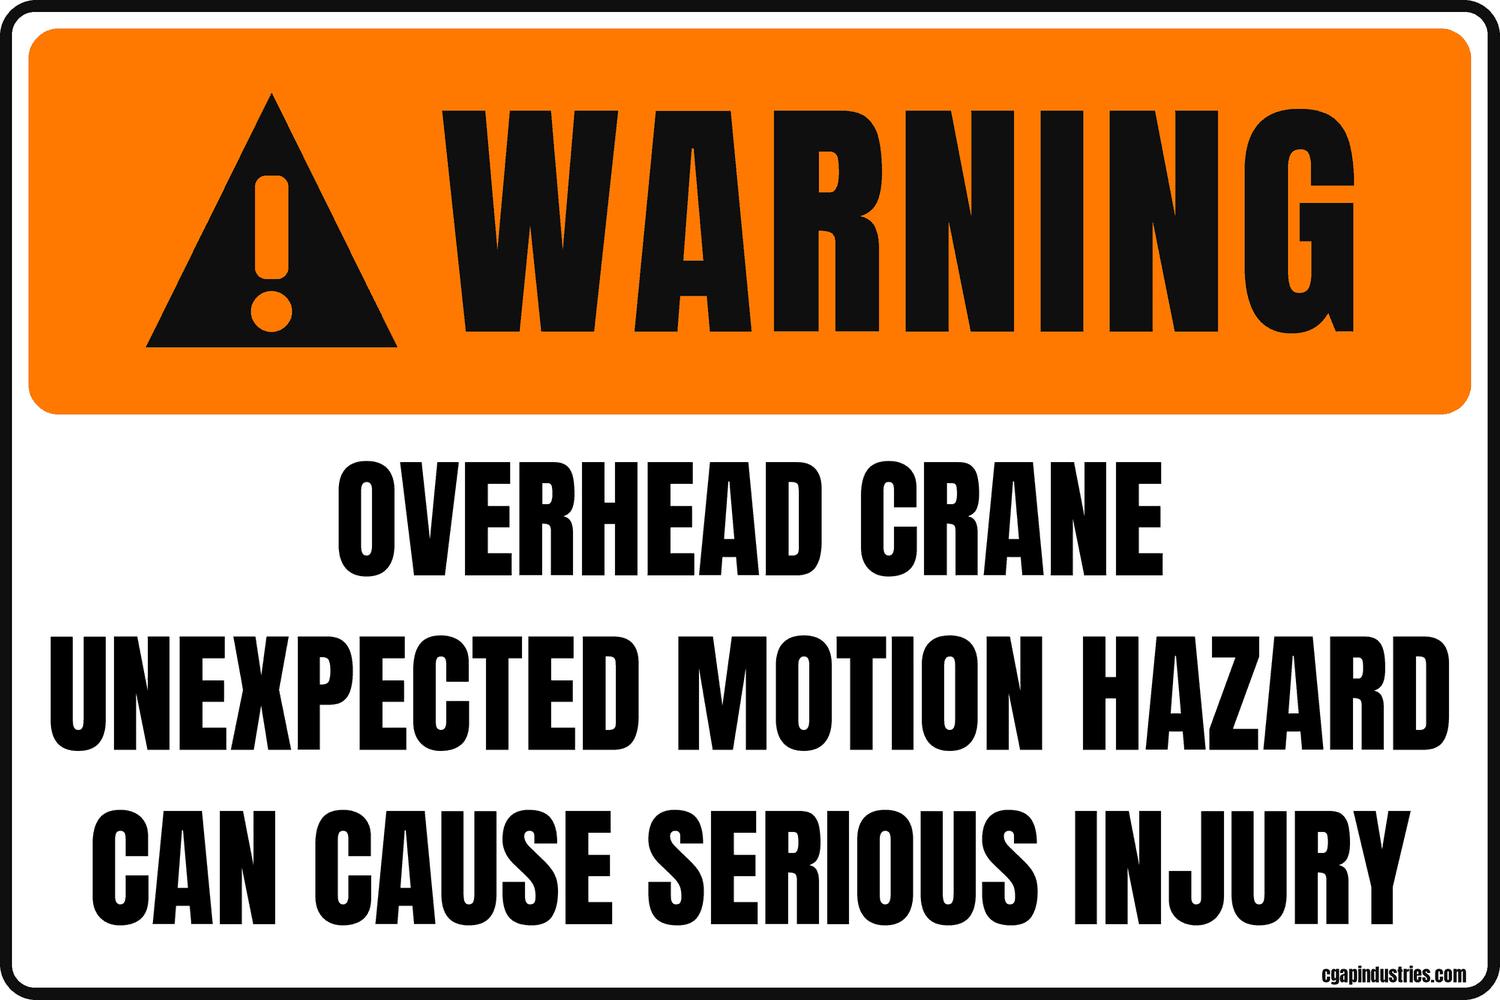 WARNING
OVERHEAD CRANE
UNEXPECTED MOTION HAZARD
CAN CAUSE SERIOUS INJURY
cgapindustries.com